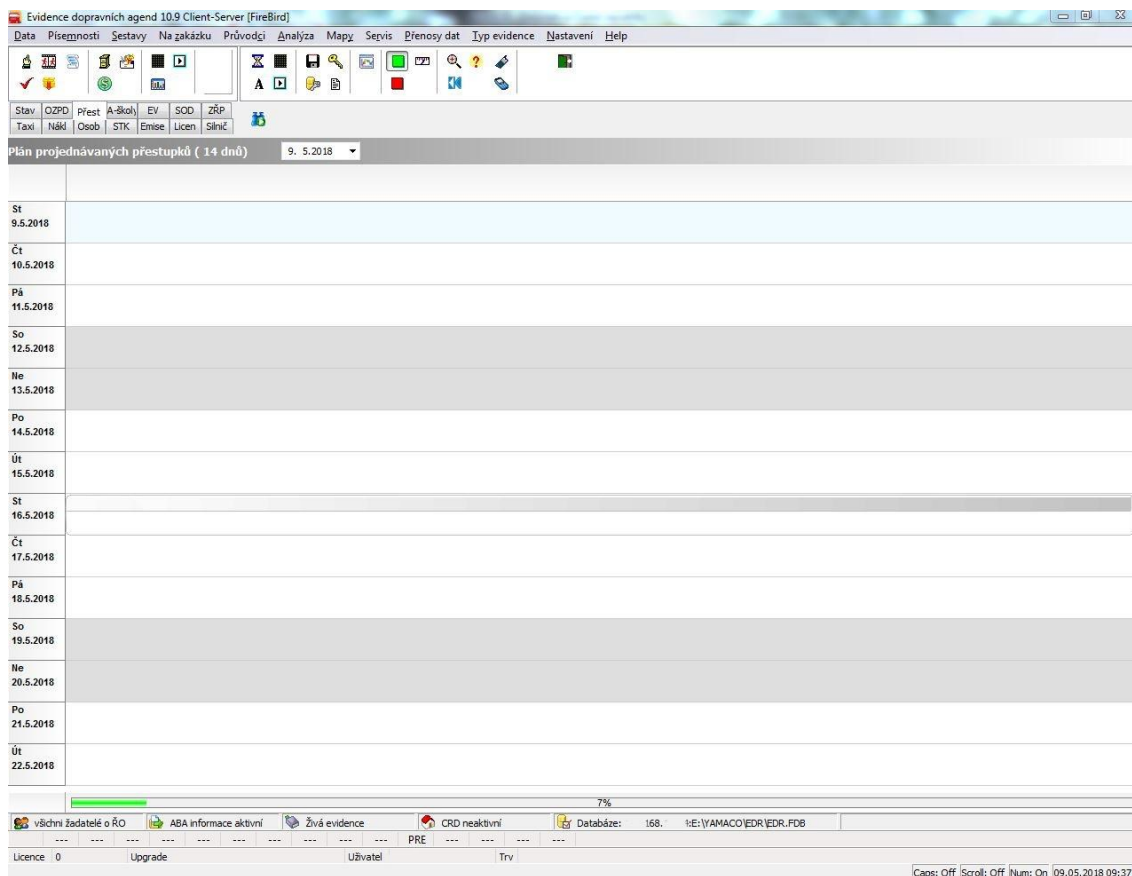 Evidence dopravních agend 10.9 Client-Server [FireBird]
Data Písemnosti Sestavy Na zakázku Průvodci Analýza Mapy Servis Přenosy dat Typ evidence Nastavení Help
Stav OZPD Přest A-školy EV SOD ZŘP
Taxi Nákl Osob STK Emise Licen Silnič
Plán projednávaných přestupků ( 14 dnů) 9. 5.2018
St
9.5.2018
Čt
10.5.2018
Pá
11.5.2018
So
12.5.2018
Ne
13.5.2018
Po
14.5.2018
Út
15.5.2018
St
16.5.2018
Čt
17.5.2018
Pá
18.5.2018
So
19.5.2018
Ne
20.5.2018
Po
21.5.2018
Út
22.5.2018
7%
všichni žadatelé o ŘO ABA informace aktivní Živá evidence CRD neaktivní Databáze: 168. :E:\YAMACO\EDR\EDR.FDB
--- --- --- --- --- --- --- --- --- PRE --- --- --- ---
Licence 0 Upgrade Uživatel Trv
Caps: Off Scroll: Off Num: On 09.05.2018 09:37